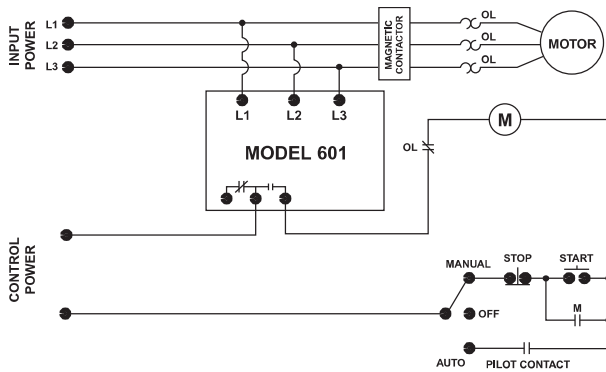 INPUT
POWER
L1
L2
L3
MAGNETIC
CONTACTOR
OL
OL
OL
MOTOR
L1 L2 L3
MODEL 601
OL
M
CONTROL
POWER
MANUAL
STOP
START
OFF
M
AUTO
PILOT CONTACT